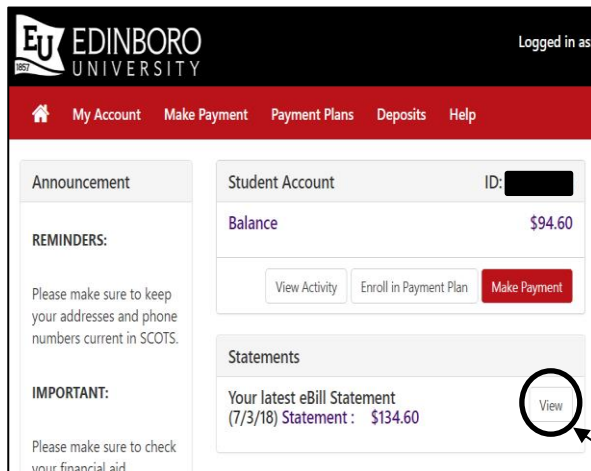 EU
1857
EDINBORO
UNIVERSITY
Logged in as
My Account Make Payment Payment Plans Deposits Help
Announcement
REMINDERS:
Please make sure to keep
your addresses and phone
numbers current in SCOTS.
IMPORTANT:
Please make sure to check
your financial aid
Student Account ID:
Balance $94.60
View Activity Enroll in Payment Plan Make Payment
Statements
Your latest eBill Statement
(7/3/18) Statement : $134.60
View